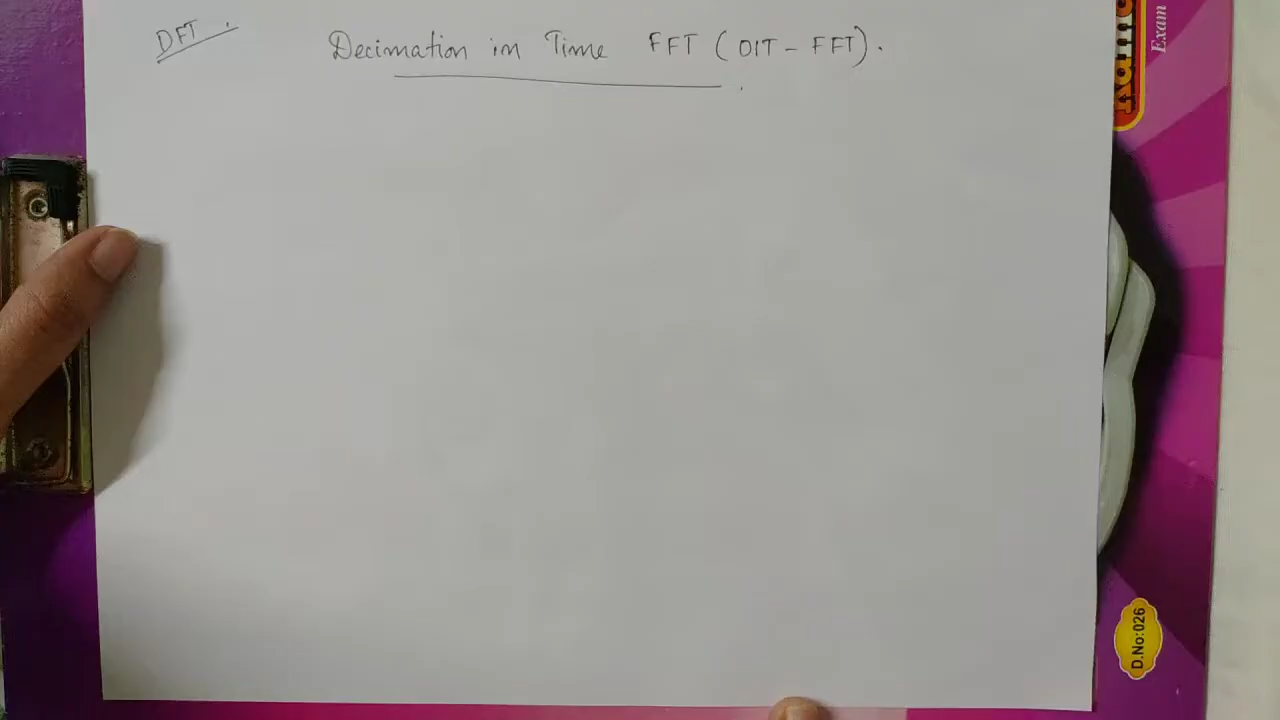 DFT.
Decimation in Time FFT (DIT - FFT).
Exam
D.No:026